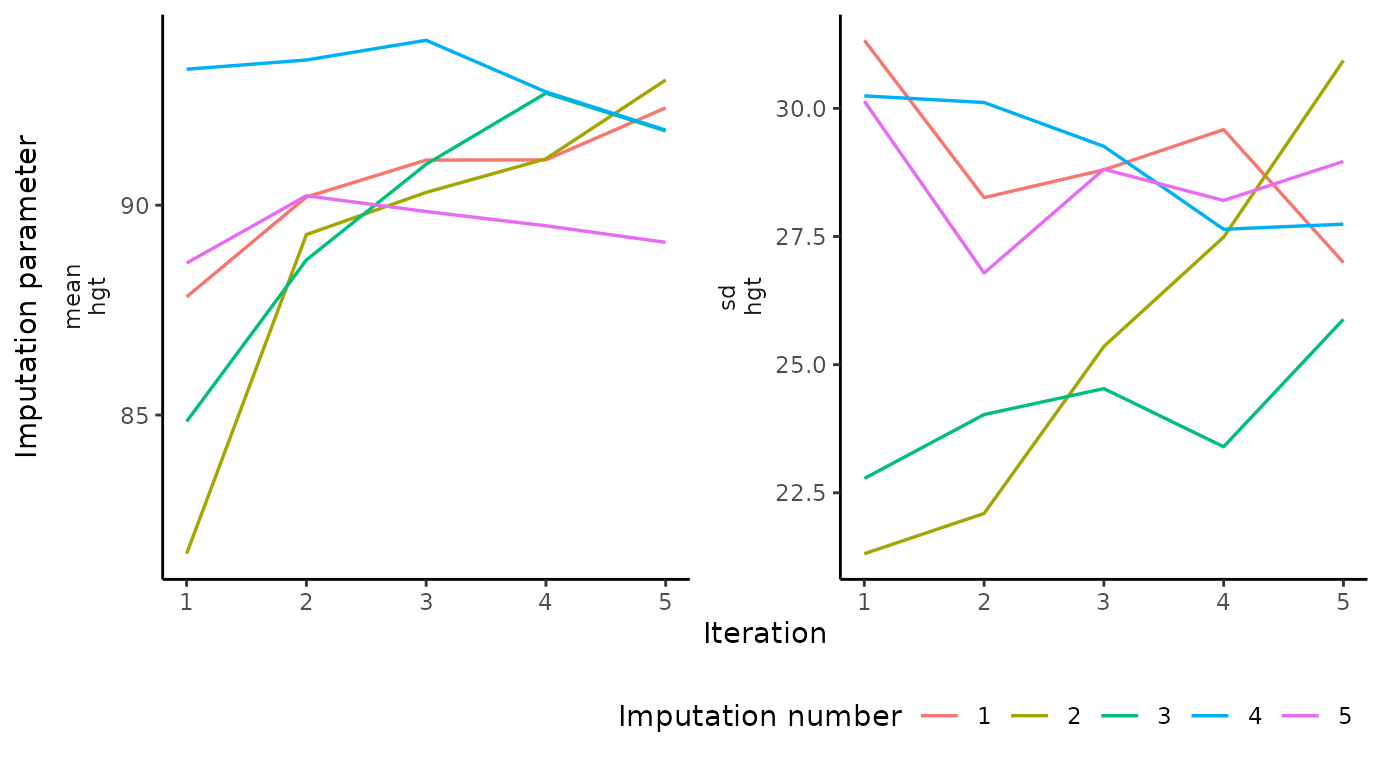 Imputation parameter
mean
hgt
90
85
1 2 3 4 5
sd
hgt
30.0
27.5
25.0
22.5
1 2 3 4 5
Iteration
Imputation number 1 2 3 4 5